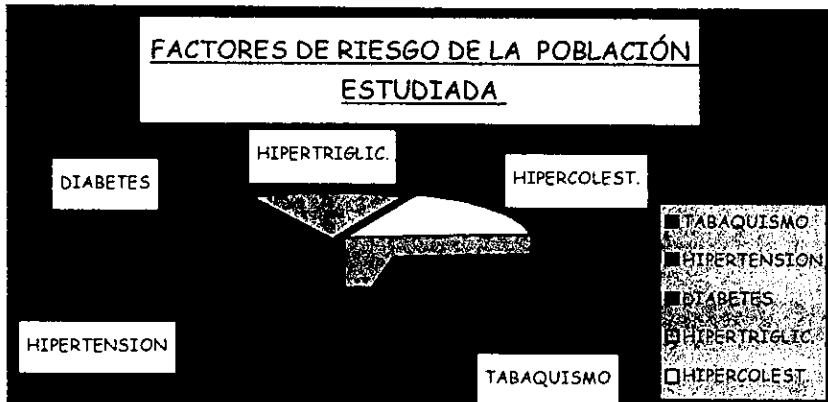 FACTORES DE RIESGO DE LA POBLACIÓN
ESTUDIADA
HIPERTRIGLIC.
DIABETES
HIPERCOLEST.
TABAQUISMO
HIPERTENSION
DIABETES
HIPERTRIGLIC.
HIPERCOLEST.
HIPERTENSION
TABAQUISMO